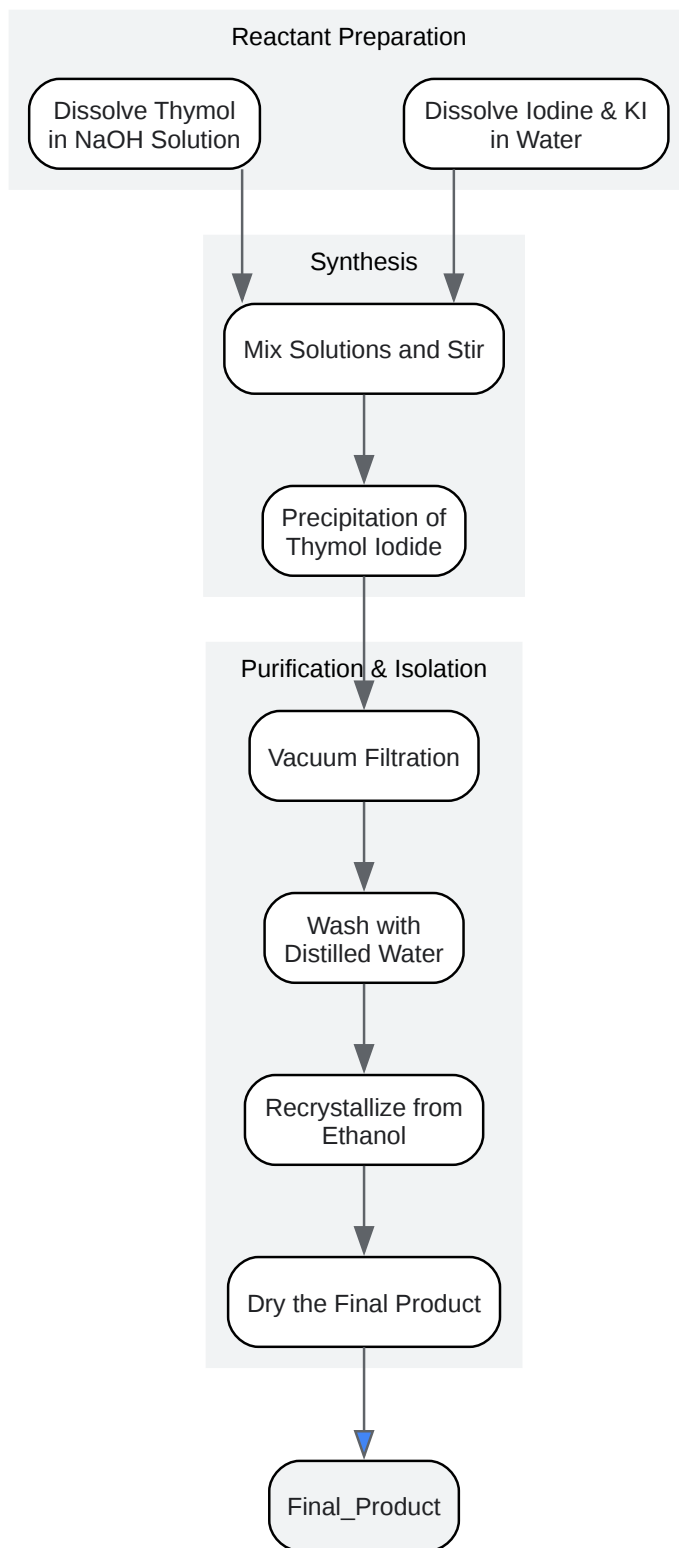 Reactant Preparation
Dissolve Thymol
in NaOH Solution
Dissolve Iodine & KI
in Water
Synthesis
Mix Solutions and Stir
Precipitation of
Thymol Iodide
Purification & Isolation
Vacuum Filtration
Wash with
Distilled Water
Recrystallize from
Ethanol
Dry the Final Product
Final_Product